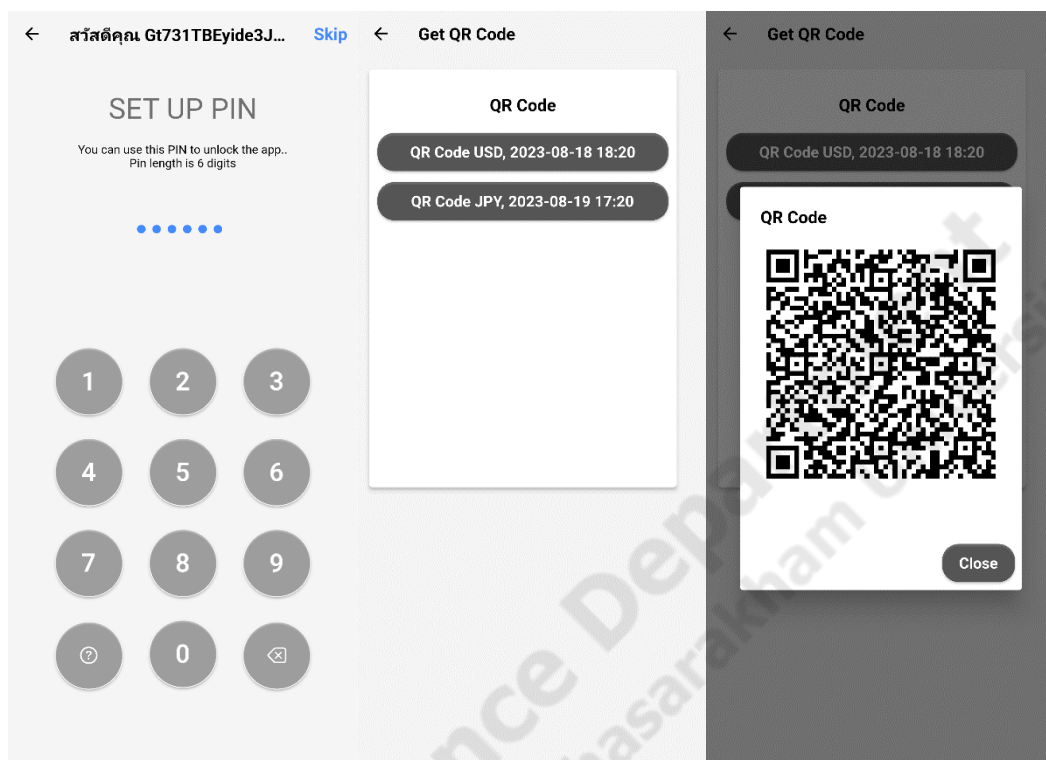 สวัสดีคุณ Gt731TBEyide3J...
Skip
SET UP PIN
You can use this PIN to unlock the app..
Pin length is 6 digits
1 2 3
4 5 6
7 8 9
? 0
Get QR Code
QR Code
QR Code USD, 2023-08-18 18:20
QR Code JPY, 2023-08-19 17:20
Get QR Code
QR Code
QR Code USD, 2023-08-18 18:20
QR Code
Close